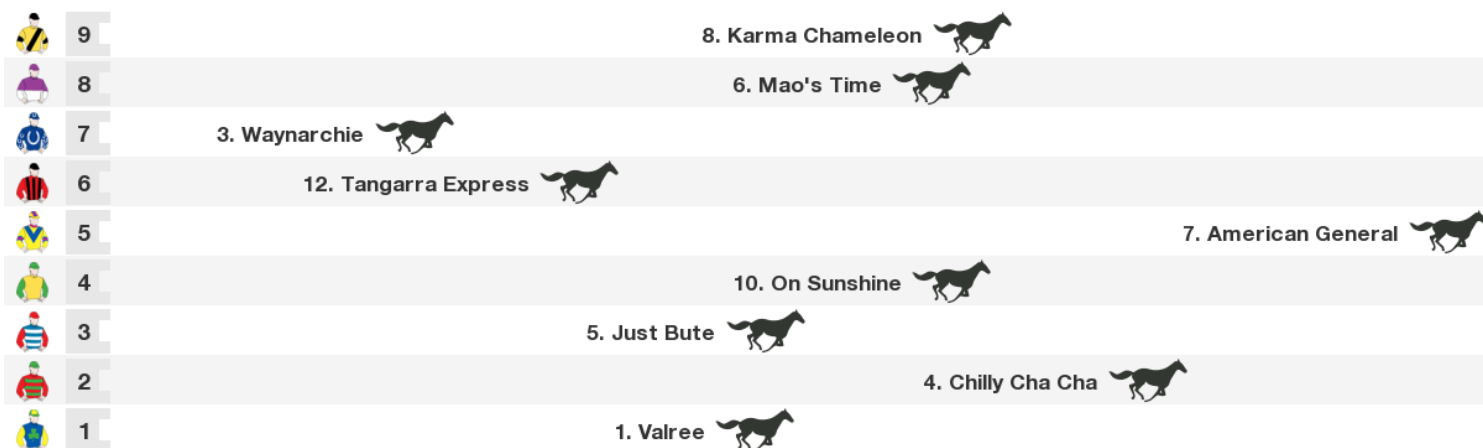 9 8. Karma Chameleon
8 6. Mao's Time
7 3. Waynarchie
6 12. Tangarra Express
5 7. American General
4 10. On Sunshine
3 5. Just Bute
2 4. Chilly Cha Cha
1 1. Valree